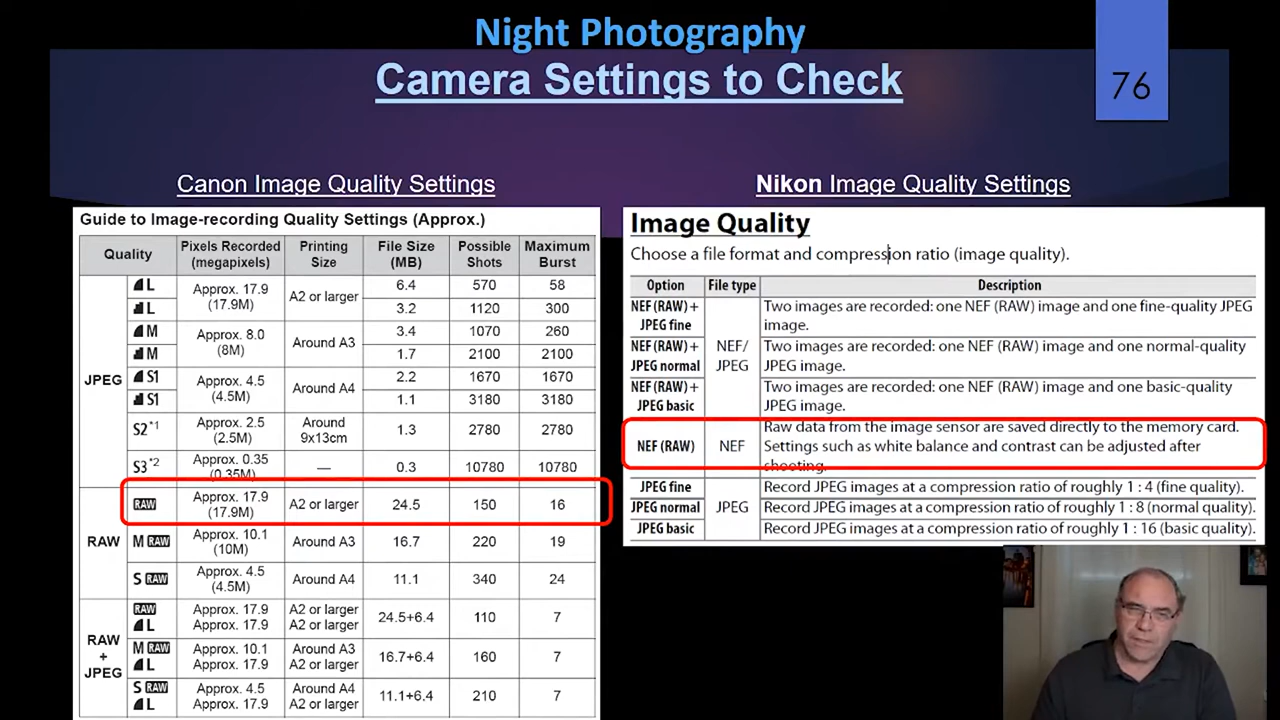 Night Photography
Camera Settings to Check
76
Canon Image Quality Settings
Guide to Image-recording Quality Settings (Approx.)
Quality Pixels Recorded (megapixels) Printing Size File Size (MB) Possible Shots Maximum Burst
JPEG
L Approx. 17.9 (17.9M) A2 or larger 6.4 570 58
L 3.2 1120 300
M Approx. 8.0 (8M) Around A3 3.4 1070 260
M 1.7 2100 2100
S1 Approx. 4.5 (4.5M) Around A4 2.2 1670 1670
S1 1.1 3180 3180
S2*1 Approx. 2.5 (2.5M) Around 9x13cm 1.3 2780 2780
S3*2 Approx. 0.35 (0.35M) — 0.3 10780 10780
RAW
RAW Approx. 17.9 (17.9M) A2 or larger 24.5 150 16
M RAW Approx. 10.1 (10M) Around A3 16.7 220 19
S RAW Approx. 4.5 (4.5M) Around A4 11.1 340 24
RAW + JPEG
RAW Approx. 17.9 A2 or larger 24.5+6.4 110 7
L Approx. 17.9 A2 or larger
M RAW Approx. 10.1 Around A3 16.7+6.4 160 7
L Approx. 17.9 A2 or larger
S RAW Approx. 4.5 Around A4 11.1+6.4 210 7
L Approx. 17.9 A2 or larger
Nikon Image Quality Settings
Image Quality
Choose a file format and compression ratio (image quality).
Option File type Description
NEF (RAW) + JPEG fine
NEF/ JPEG
Two images are recorded: one NEF (RAW) image and one fine-quality JPEG
image.
NEF (RAW) + JPEG normal
Two images are recorded: one NEF (RAW) image and one normal-quality
JPEG image.
NEF (RAW) + JPEG basic
Two images are recorded: one NEF (RAW) image and one basic-quality
JPEG image.
NEF (RAW) NEF
Raw data from the image sensor are saved directly to the memory card.
Settings such as white balance and contrast can be adjusted after
shooting.
JPEG fine JPEG Record JPEG images at a compression ratio of roughly 1 : 4 (fine quality).
JPEG normal Record JPEG images at a compression ratio of roughly 1 : 8 (normal quality).
JPEG basic Record JPEG images at a compression ratio of roughly 1 : 16 (basic quality).